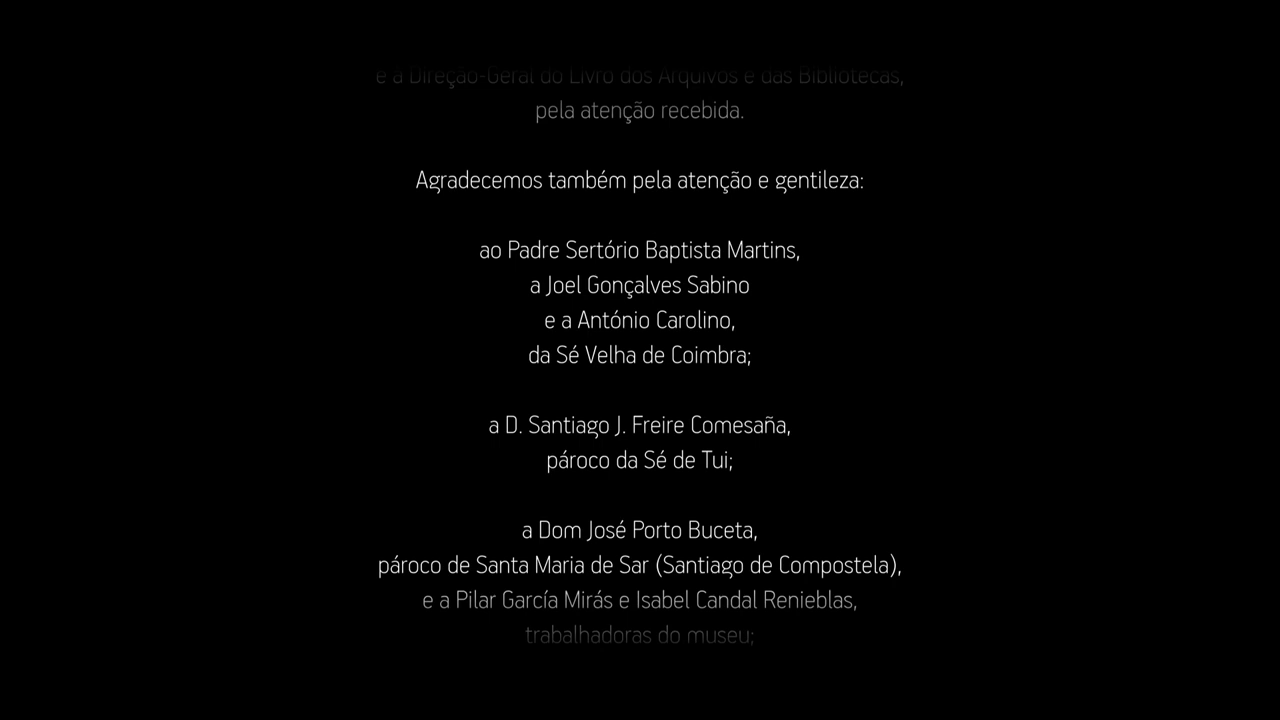 e à Direção-Geral do Livro dos Arquivos e das Bibliotecas,
pela atenção recebida.
Agradecemos também pela atenção e gentileza:
ao Padre Sertório Baptista Martins,
a Joel Gonçalves Sabino
e a António Carolino,
da Sé Velha de Coimbra;
a D. Santiago J. Freire Comesaña,
pároco da Sé de Tui;
a Dom José Porto Buceta,
pároco de Santa Maria de Sar (Santiago de Compostela),
e a Pilar García Mirás e Isabel Candal Renieblas,
trabalhadoras do museu;